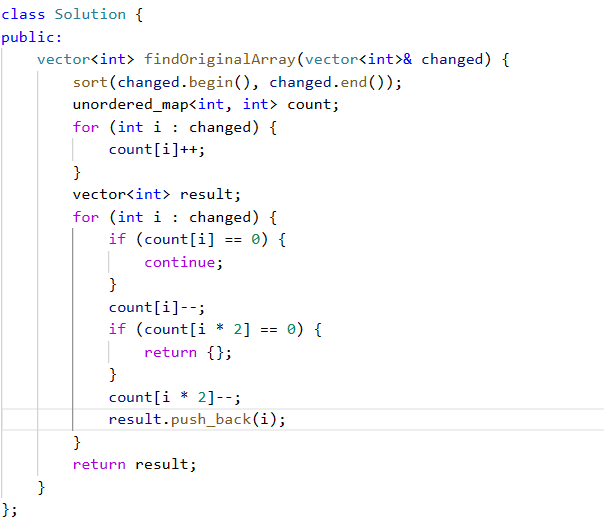 class Solution {
public:
    vector<int> findOriginalArray(vector<int>& changed) {
        sort(changed.begin(), changed.end());
        unordered_map<int, int> count;
        for (int i : changed) {
            count[i]++;
        }
        vector<int> result;
        for (int i : changed) {
            if (count[i] == 0) {
                continue;
            }
            count[i]--;
            if (count[i * 2] == 0) {
                return {};
            }
            count[i * 2]--;
            result.push_back(i);
        }
        return result;
    }
};